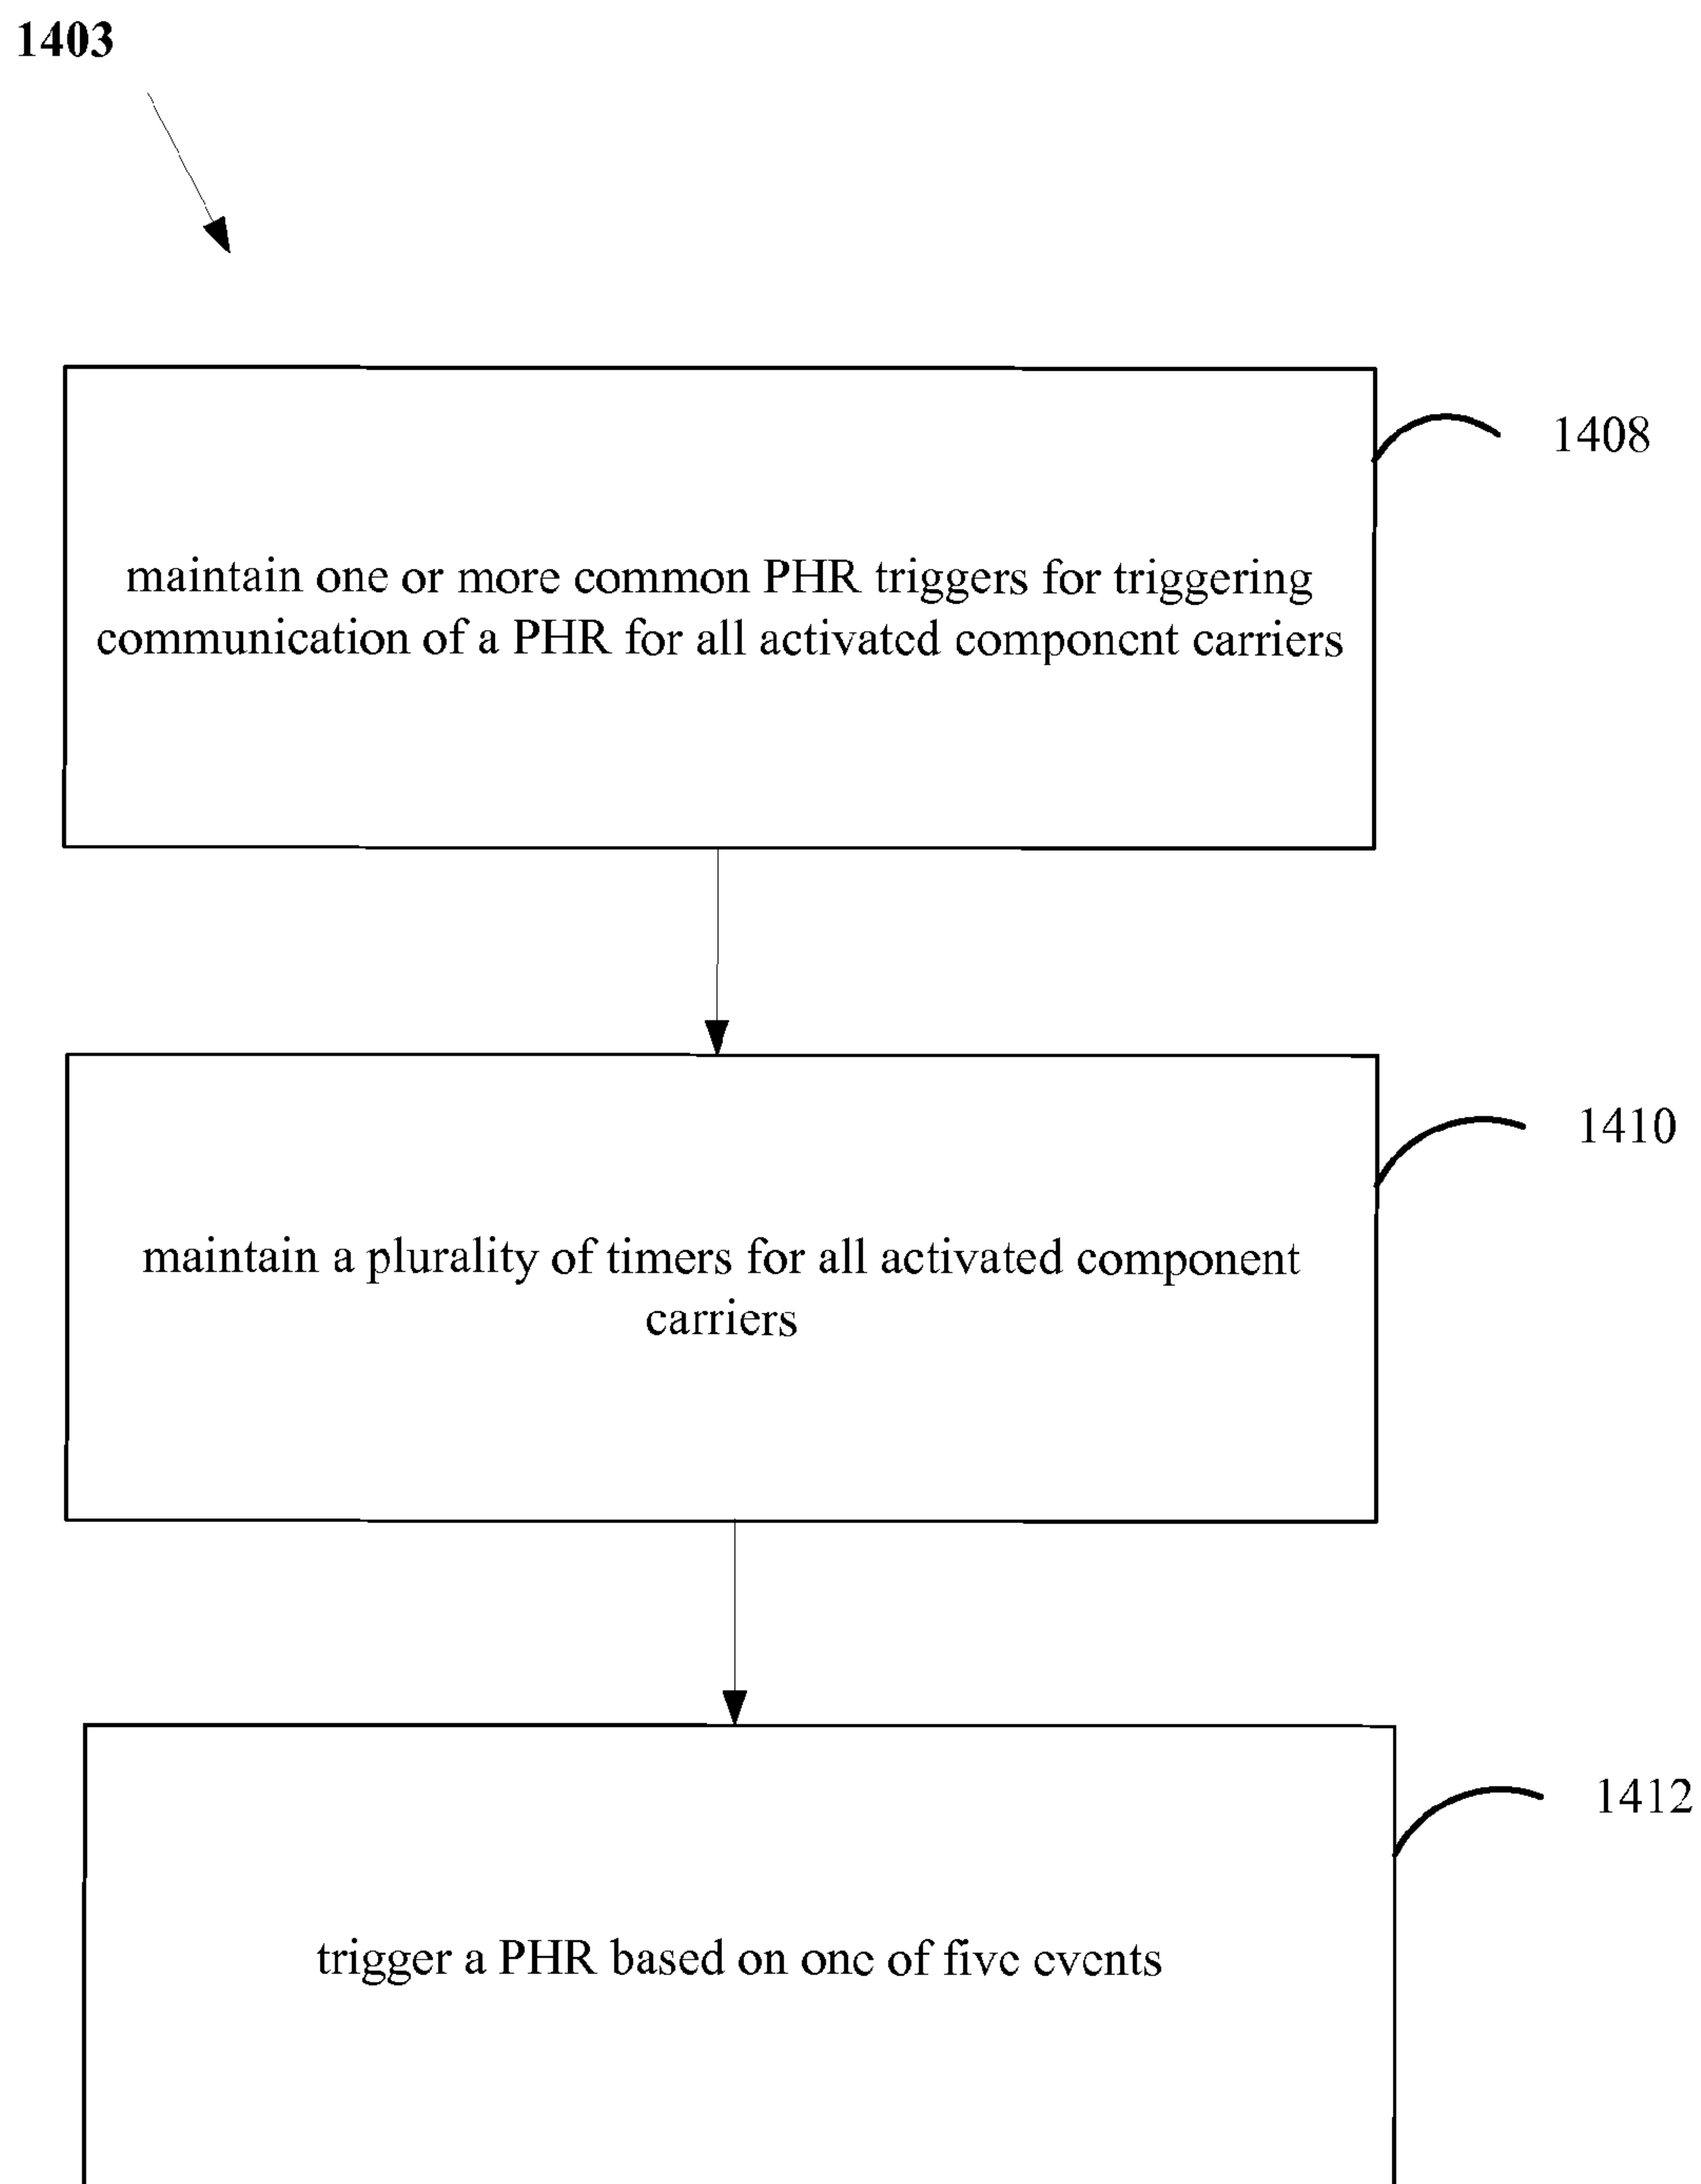 1403
1408
maintain one or more common PHR triggers for triggering
communication of a PHR for all activated component carriers
1410
maintain a plurality of timers for all activated component
carriers
1412
trigger a PHR based on one of five events